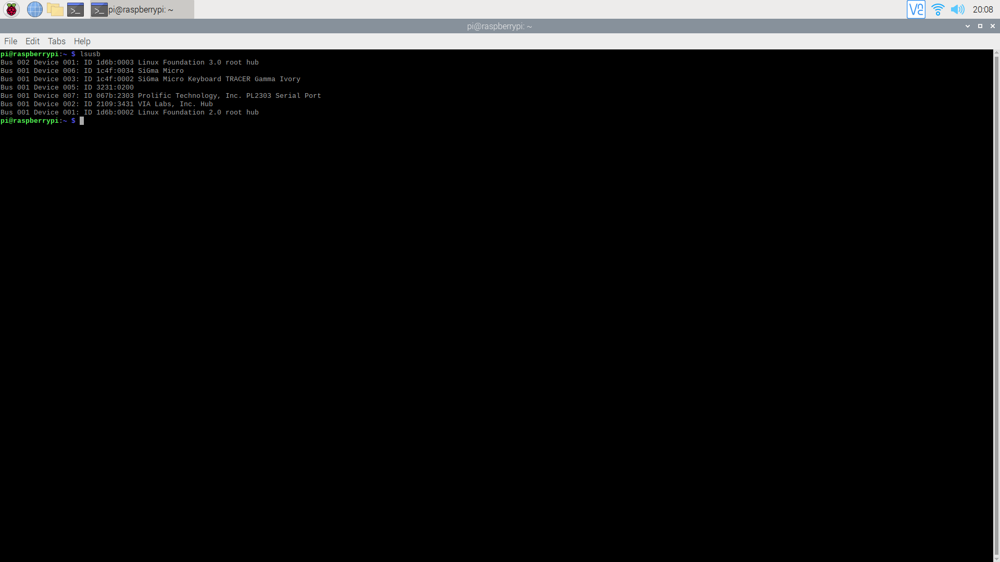 pi@raspberrypi: ~
20:08
pi@raspberrypi: ~
File Edit Tabs Help
pi@raspberrypi:~ $ lsusb
Bus 002 Device 001: ID 1d6b:0003 Linux Foundation 3.0 root hub
Bus 001 Device 006: ID 1c4f:0034 SiGma Micro
Bus 001 Device 003: ID 1c4f:0002 SiGma Micro Keyboard TRACER Gamma Ivory
Bus 001 Device 005: ID 3231:0200
Bus 001 Device 007: ID 067b:2303 Prolific Technology, Inc. PL2303 Serial Port
Bus 001 Device 002: ID 2109:3431 VIA Labs, Inc. Hub
Bus 001 Device 001: ID 1d6b:0002 Linux Foundation 2.0 root hub
pi@raspberrypi:~ $